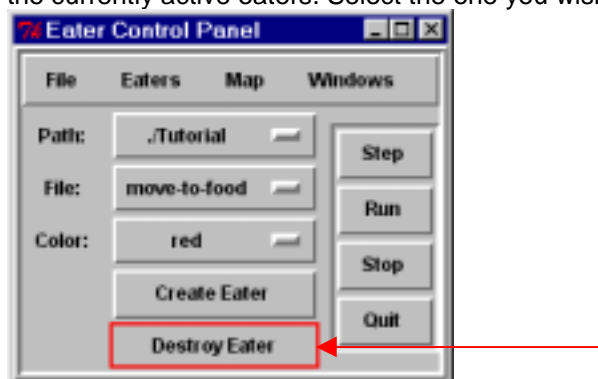 the currently active eaters. Select the one you wis
Eater Control Panel
File Eaters Map Windows
Path: ./Tutorial
File: move-to-food
Color: red
Create Eater
Destroy Eater
Step
Run
Stop
Quit